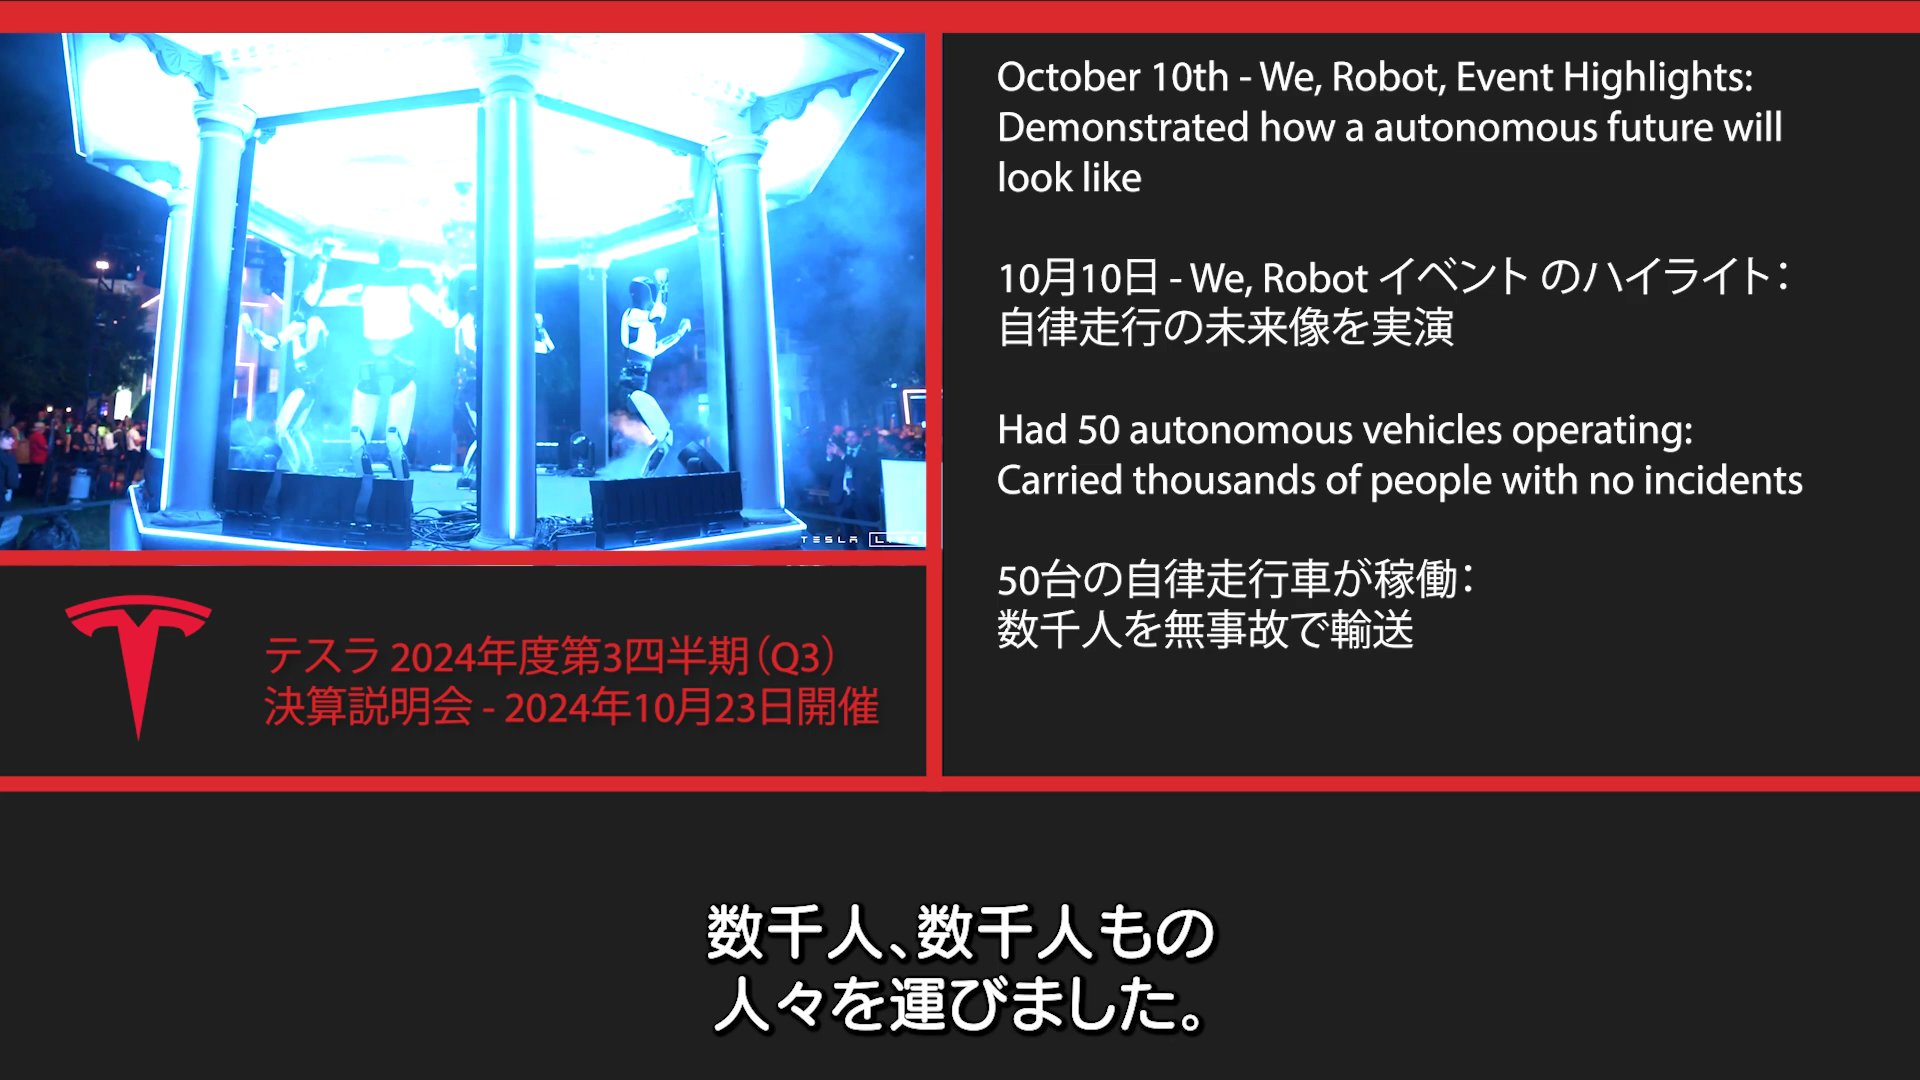 October 10th - We, Robot, Event Highlights:
Demonstrated how a autonomous future will
look like
10月10日 - We, Robot イベント のハイライト：
自律走行の未来像を実演
Had 50 autonomous vehicles operating:
Carried thousands of people with no incidents
50台の自律走行車が稼働：
数千人を無事故で輸送
TESLA
テスラ 2024年度第3四半期（Q3）
決算説明会 - 2024年10月23日開催
数千人、数千人もの
人々を運びました。